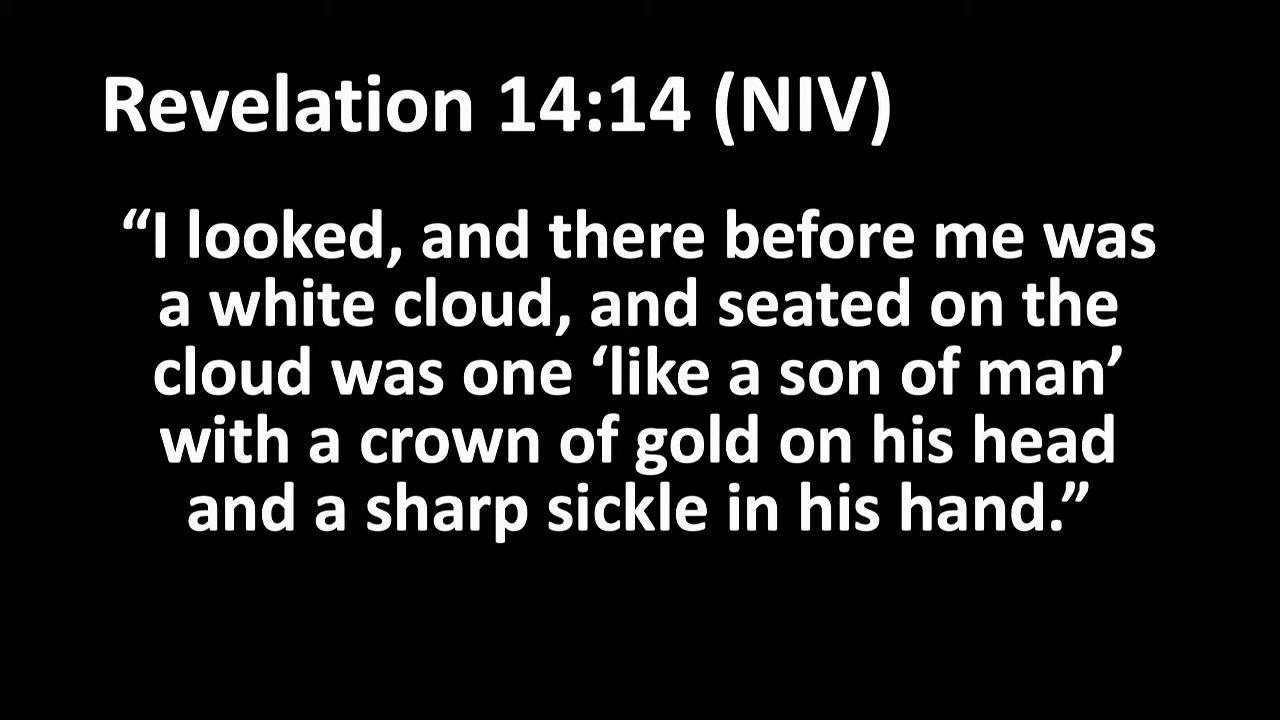 Revelation 14:14 (NIV)
“I looked, and there before me was
a white cloud, and seated on the
cloud was one ‘like a son of man’
with a crown of gold on his head
and a sharp sickle in his hand.”